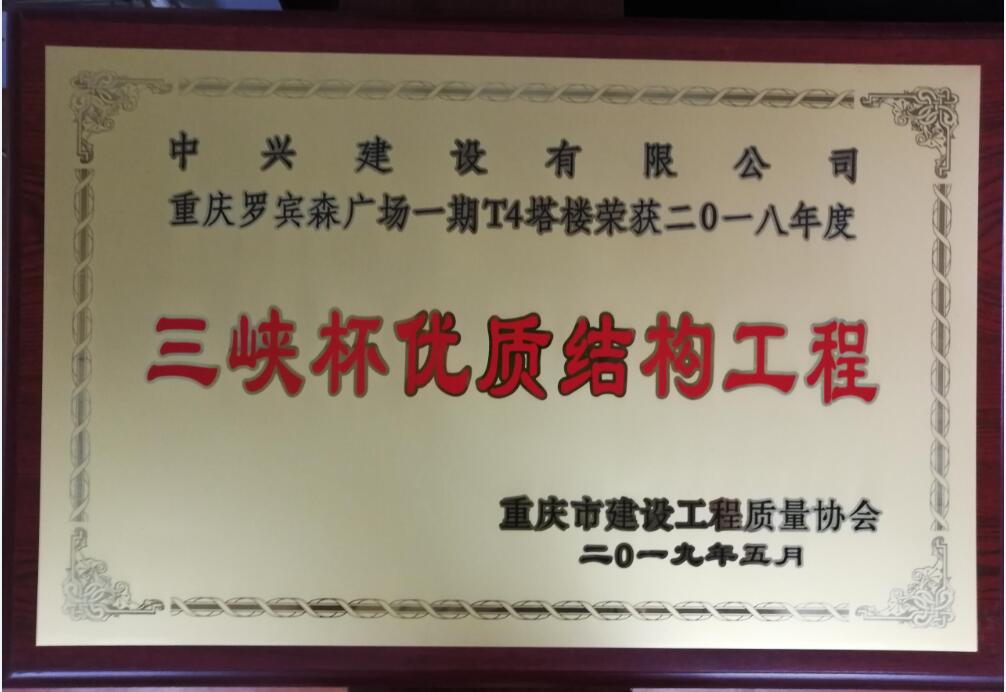 中兴建设有限公司
重庆罗宾森广场一期T4塔楼荣获二0一八年度
三峡杯优质结构工程
重庆市建设工程质量协会
二0一九年五月